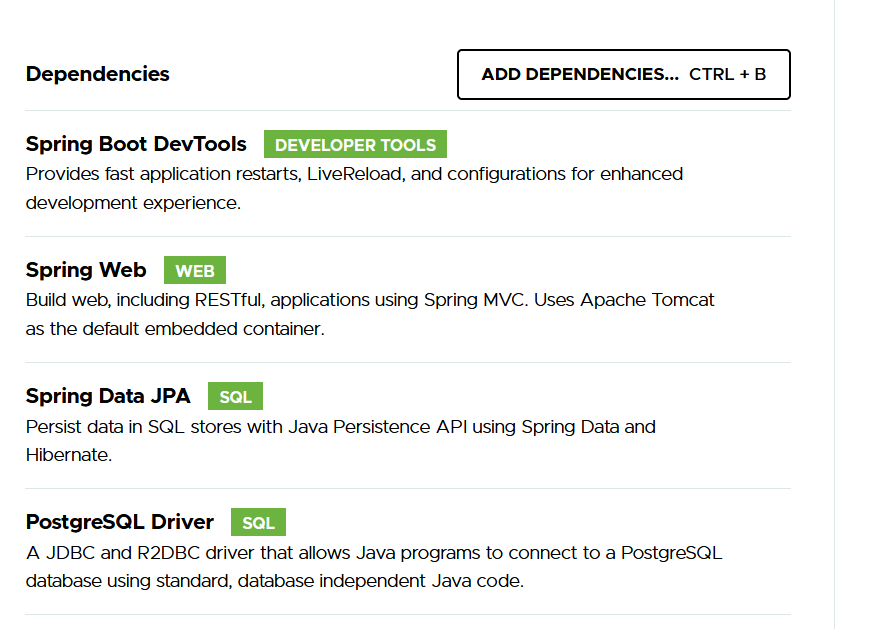 Dependencies
ADD DEPENDENCIES... CTRL + B
Spring Boot DevTools DEVELOPER TOOLS
Provides fast application restarts, LiveReload, and configurations for enhanced
development experience.
Spring Web WEB
Build web, including RESTful, applications using Spring MVC. Uses Apache Tomcat
as the default embedded container.
Spring Data JPA SQL
Persist data in SQL stores with Java Persistence API using Spring Data and
Hibernate.
PostgreSQL Driver SQL
A JDBC and R2DBC driver that allows Java programs to connect to a PostgreSQL
database using standard, database independent Java code.